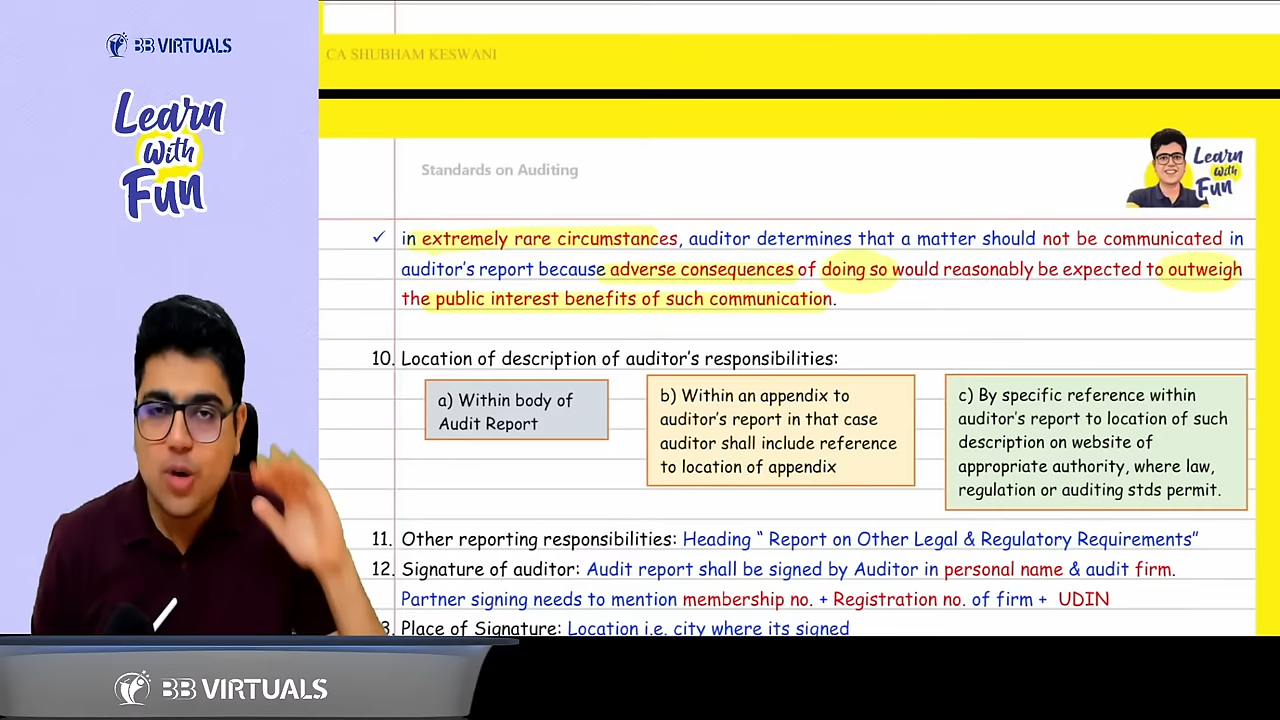 BB VIRTUALS
Learn
With
Fun
CA SHUBHAM KESWANI
Standards on Auditing
Learn
With
Fun
✓ in extremely rare circumstances, auditor determines that a matter should not be communicated in
auditor's report because adverse consequences of doing so would reasonably be expected to outweigh
the public interest benefits of such communication.
10. Location of description of auditor's responsibilities:
a) Within body of
Audit Report
b) Within an appendix to
auditor's report in that case
auditor shall include reference
to location of appendix
c) By specific reference within
auditor's report to location of such
description on website of
appropriate authority, where law,
regulation or auditing stds permit.
11. Other reporting responsibilities: Heading “ Report on Other Legal & Regulatory Requirements”
12. Signature of auditor: Audit report shall be signed by Auditor in personal name & audit firm.
Partner signing needs to mention membership no. + Registration no. of firm + UDIN
3. Place of Signature: Location i.e. city where its signed
BB VIRTUALS